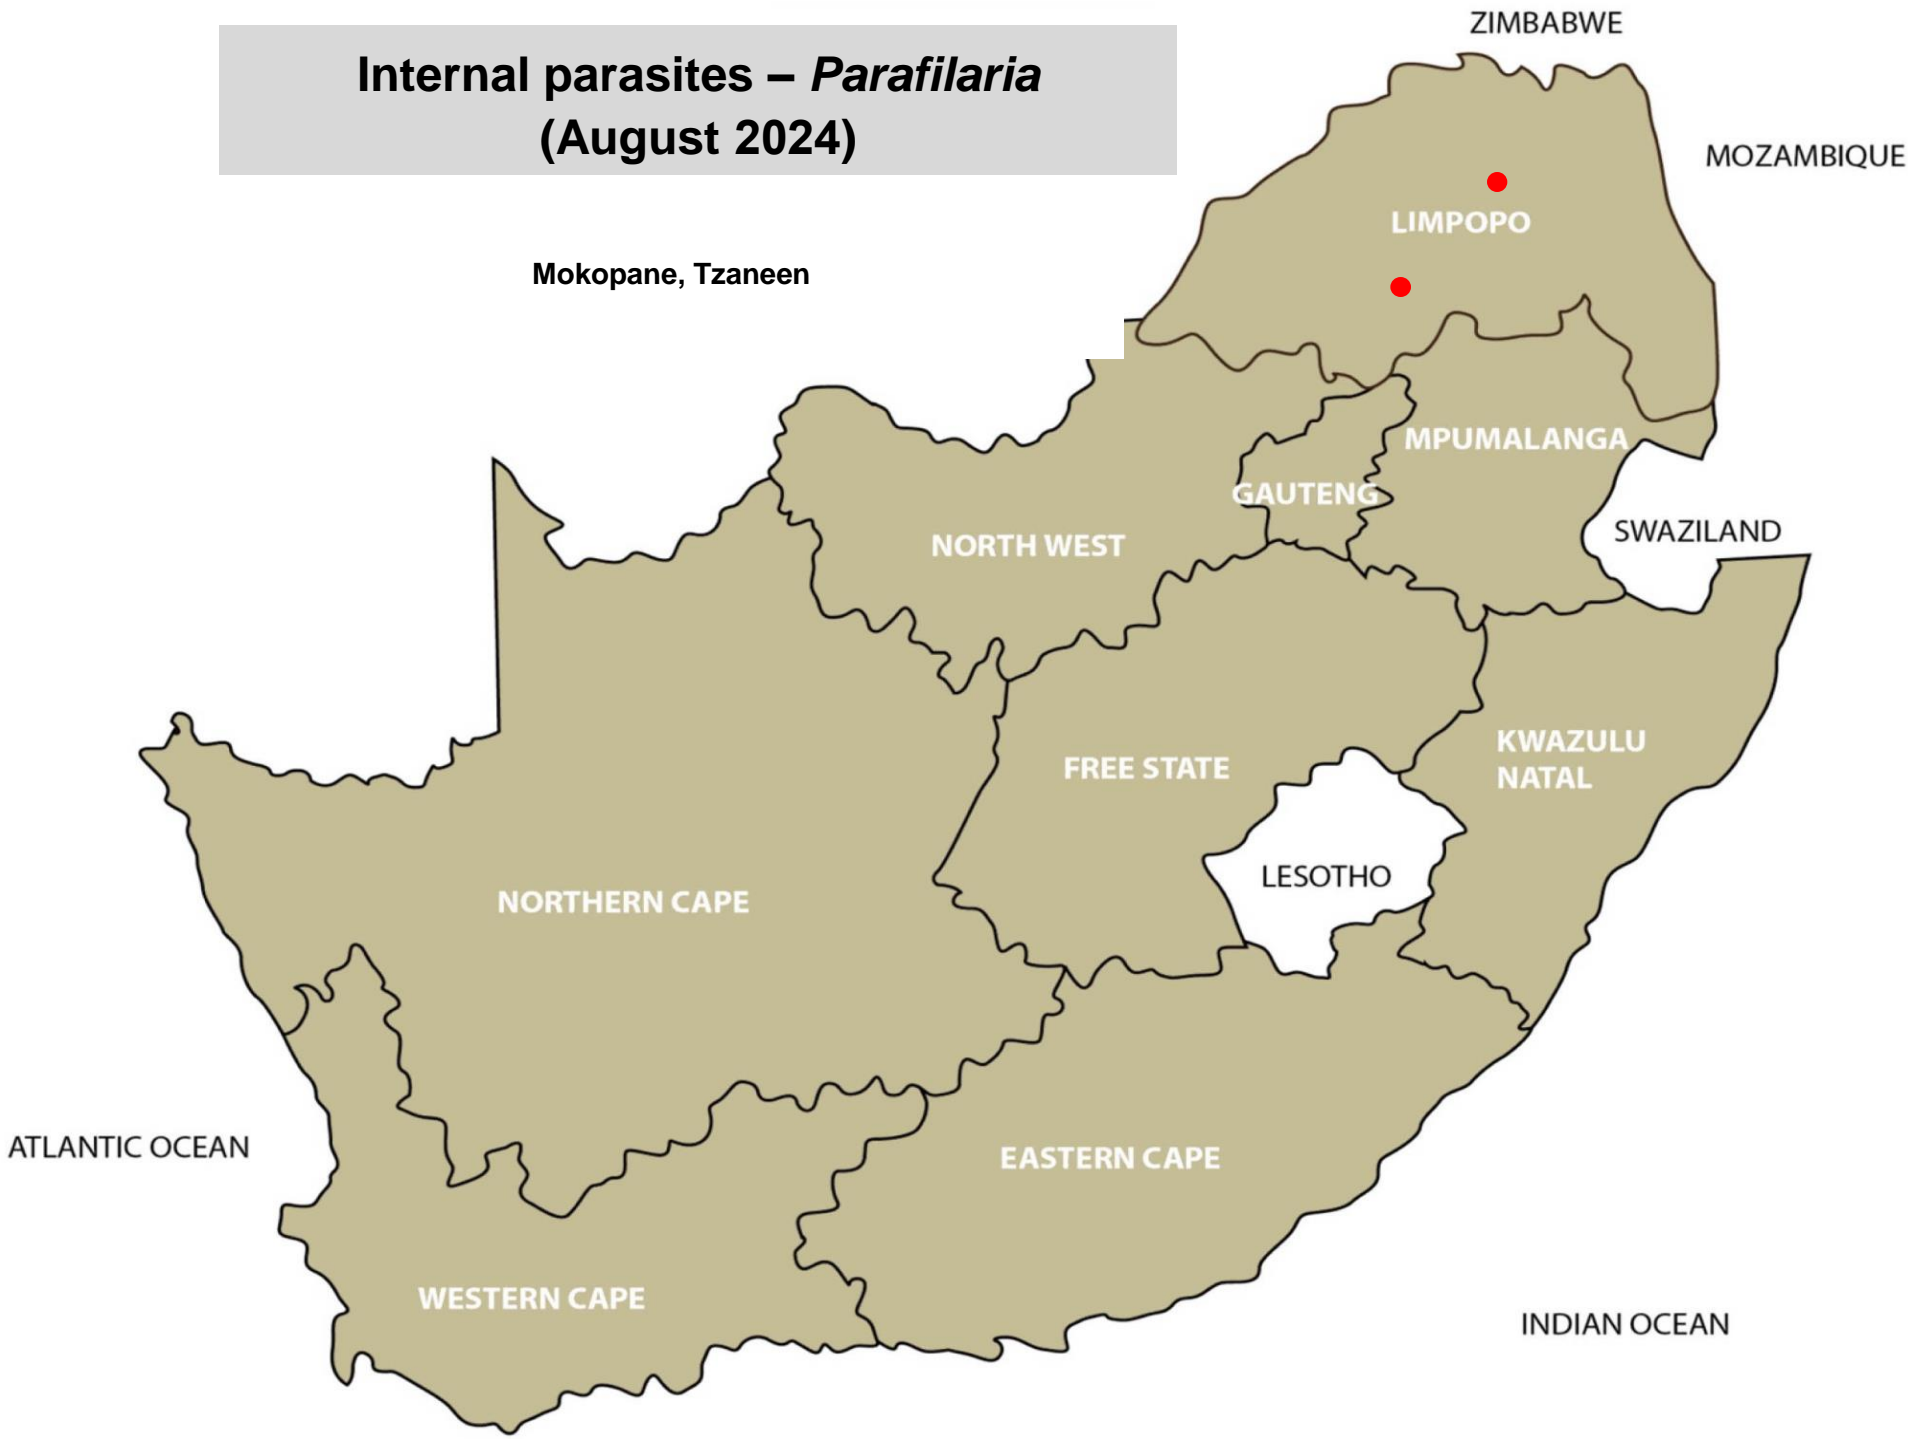 Internal parasites – Parafilaria
(August 2024)
ZIMBABWE
MOZAMBIQUE
LIMPOPO
Mokopane, Tzaneen
MPUMALANGA
GAUTENG
SWAZILAND
NORTH WEST
KWAZULU
NATAL
FREE STATE
LESOTHO
NORTHERN CAPE
ATLANTIC OCEAN
EASTERN CAPE
WESTERN CAPE
INDIAN OCEAN